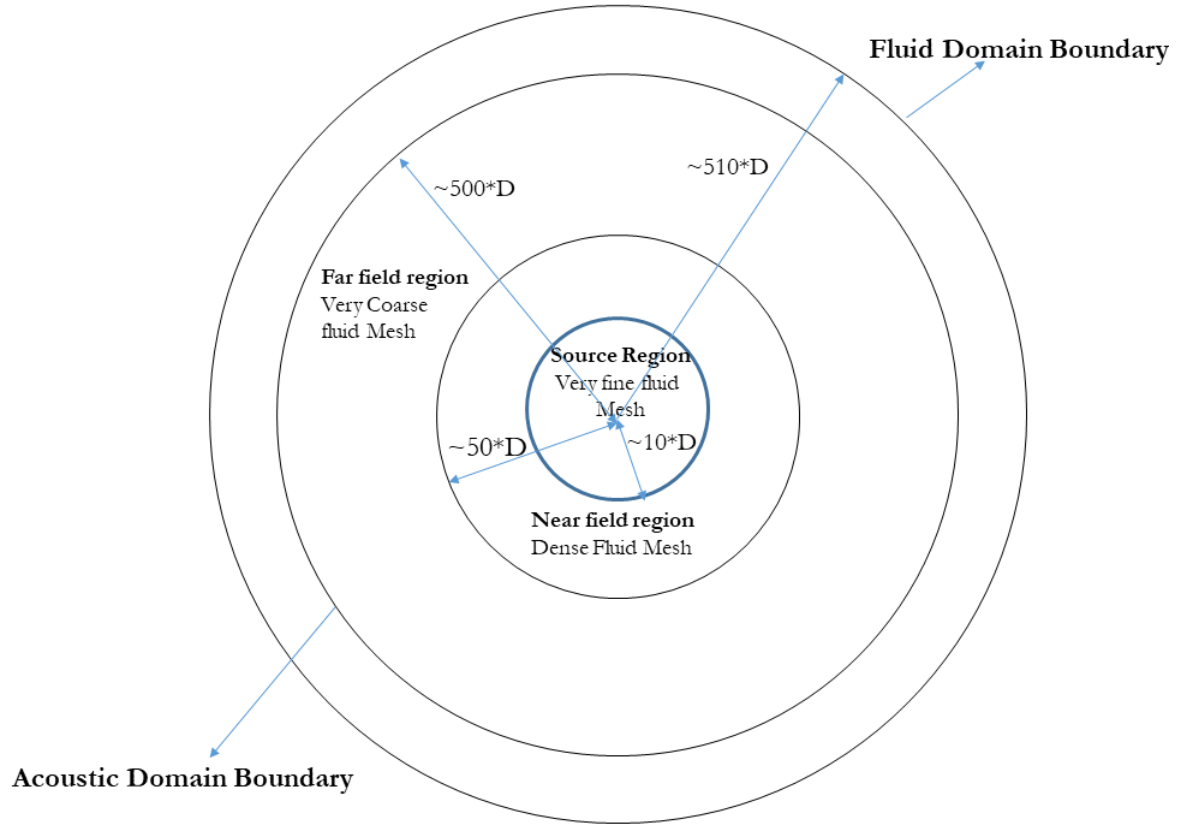 Fluid Domain Boundary
~510*D
~500*D
Far field region
Very Coarse
fluid Mesh
Source Region
Very fine fluid
Mesh
~50*D
~10*D
Near field region
Dense Fluid Mesh
Acoustic Domain Boundary